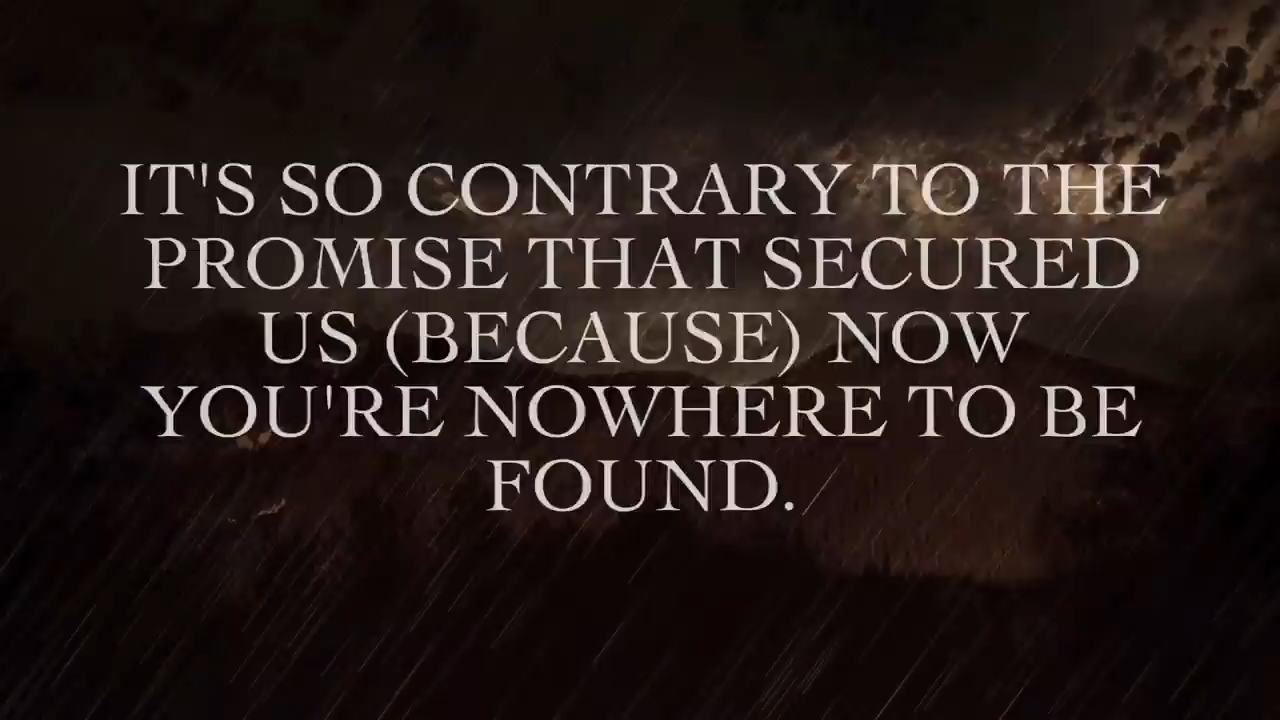 IT'S SO CONTRARY TO THE
PROMISE THAT SECURED
US (BECAUSE) NOW
YOU'RE NOWHERE TO BE
FOUND.